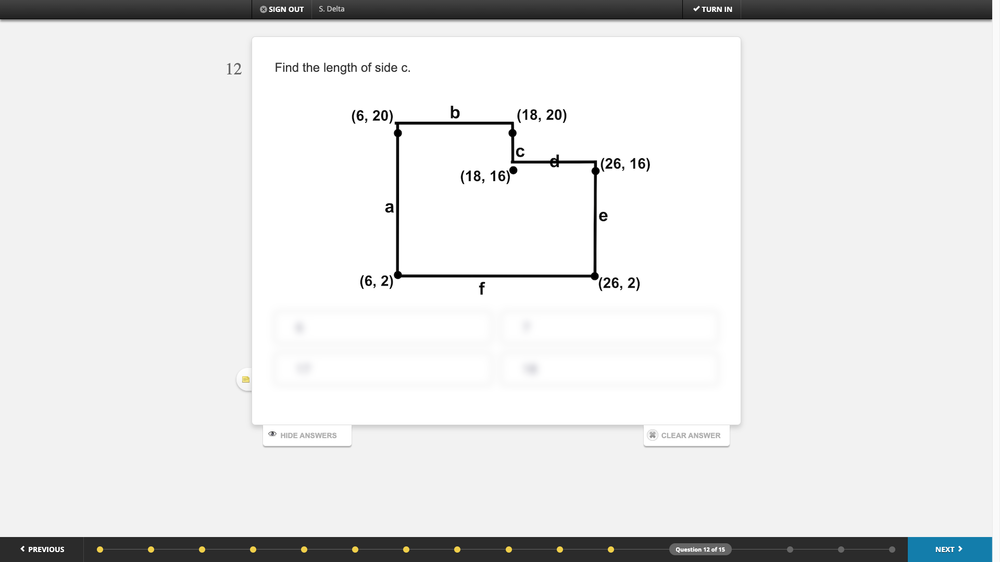 SIGN OUT
S. Delta
TURN IN
12
Find the length of side c.
(6, 20)
b
(18, 20)
c
d
(26, 16)
(18, 16)
a
e
(6, 2)
f
(26, 2)
HIDE ANSWERS
CLEAR ANSWER
PREVIOUS
Question 12 of 15
NEXT